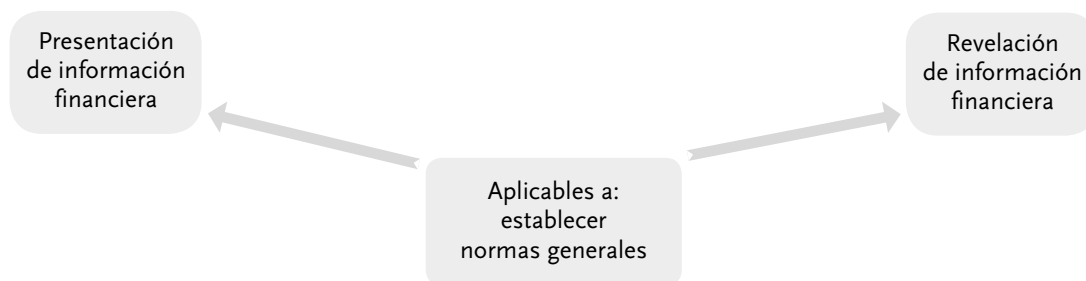 Presentación
de información
financiera
Revelación
de información
financiera
Aplicables a:
establecer
normas generales